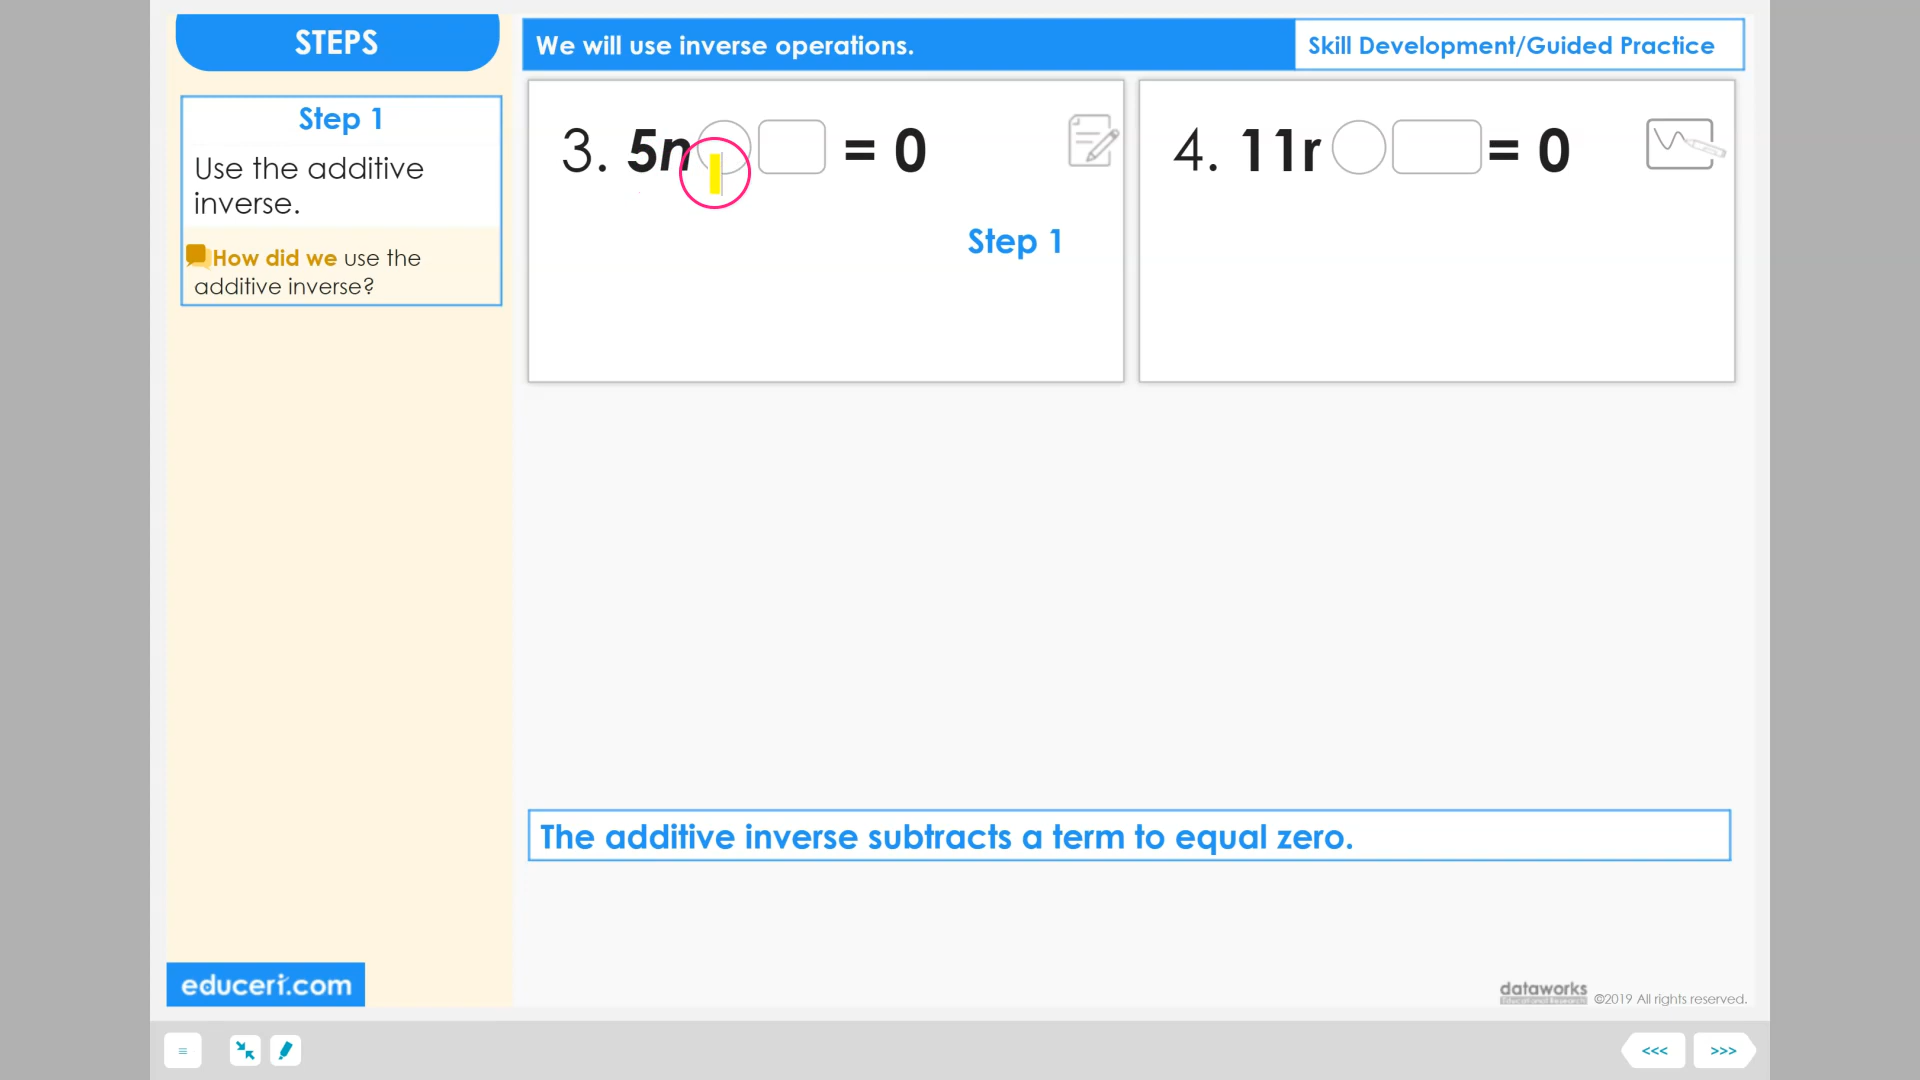 STEPS
Step 1
Use the additive
inverse.
How did we use the
additive inverse?
We will use inverse operations.
Skill Development/Guided Practice
3. 5n = 0
Step 1
4. 11r = 0
The additive inverse subtracts a term to equal zero.
educeri.com
dataworks
Educational Research
©2019 All rights reserved.
<<<
>>>